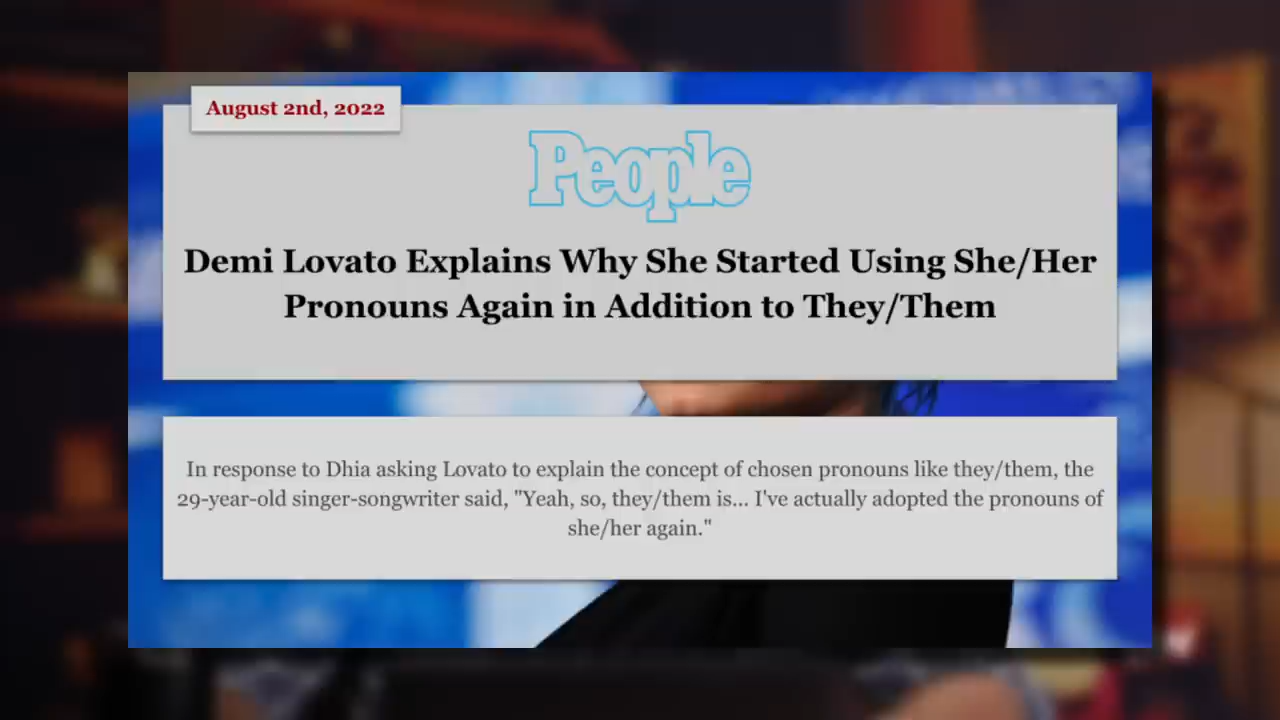 August 2nd, 2022
People
Demi Lovato Explains Why She Started Using She/Her
Pronouns Again in Addition to They/Them
In response to Dhia asking Lovato to explain the concept of chosen pronouns like they/them, the
29-year-old singer-songwriter said, "Yeah, so, they/them is... I've actually adopted the pronouns of
she/her again."